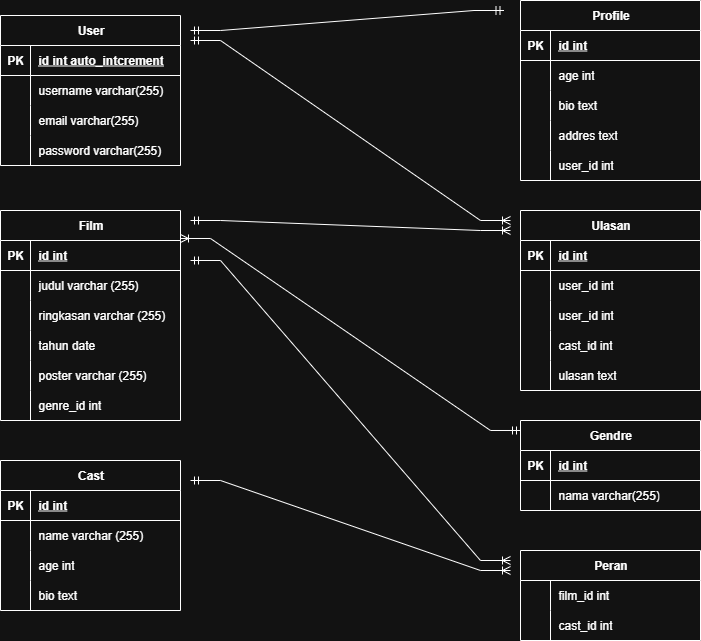 User
PK id int auto_intcrement
username varchar(255)
email varchar(255)
password varchar(255)
Profile
PK id int
age int
bio text
addres text
user_id int
Film
PK id int
judul varchar (255)
ringkasan varchar (255)
tahun date
poster varchar (255)
genre_id int
Ulasan
PK id int
user_id int
user_id int
cast_id int
ulasan text
Gendre
PK id int
nama varchar(255)
Cast
PK id int
name varchar (255)
age int
bio text
Peran
film_id int
cast_id int